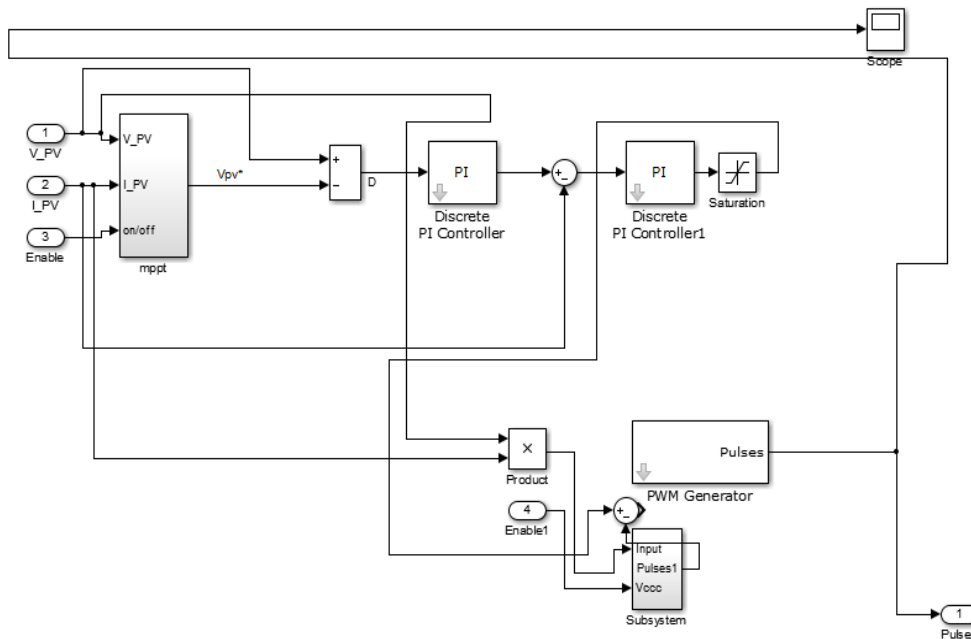 Scope
1
V_PV
V_PV
2
I_PV
I_PV
3
Enable
on/off
mppt
Vpv*
+
−
D
PI
Discrete
PI Controller
+
−
PI
Discrete
PI Controller1
Saturation
×
Product
Pulses
PWM Generator
4
Enable1
+
−
Input
Pulses1
Vccc
Subsystem
1
Pulse